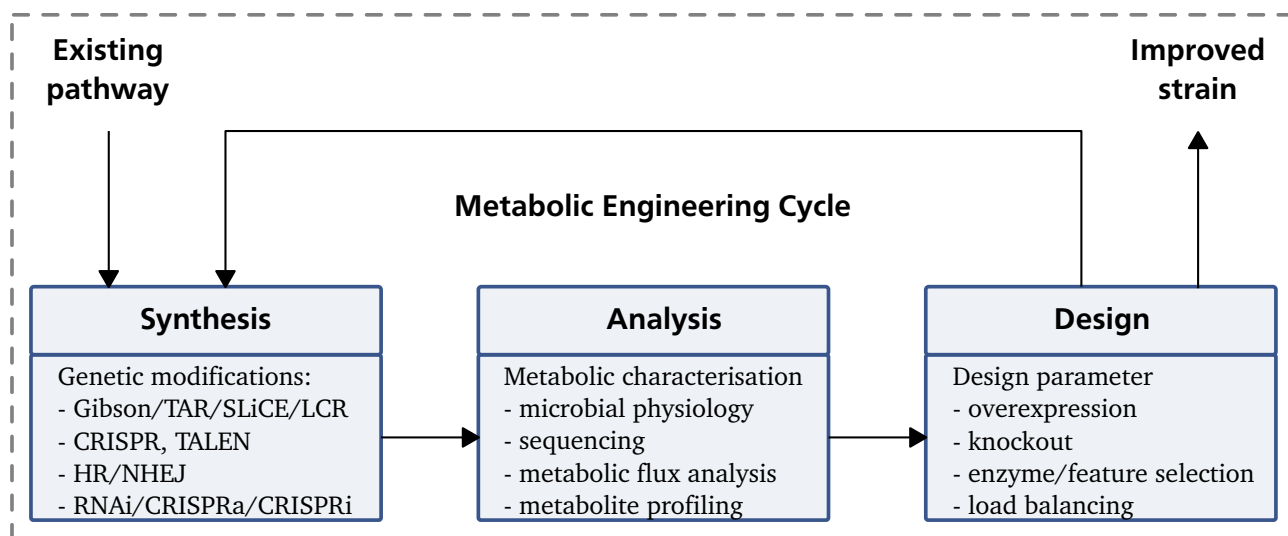 Existing
pathway
Improved
strain
Metabolic Engineering Cycle
Synthesis
Genetic modifications:
- Gibson/TAR/SLiCE/LCR
- CRISPR, TALEN
- HR/NHEJ
- RNAi/CRISPRa/CRISPRi
Analysis
Metabolic characterisation
- microbial physiology
- sequencing
- metabolic flux analysis
- metabolite profiling
Design
Design parameter
- overexpression
- knockout
- enzyme/feature selection
- load balancing